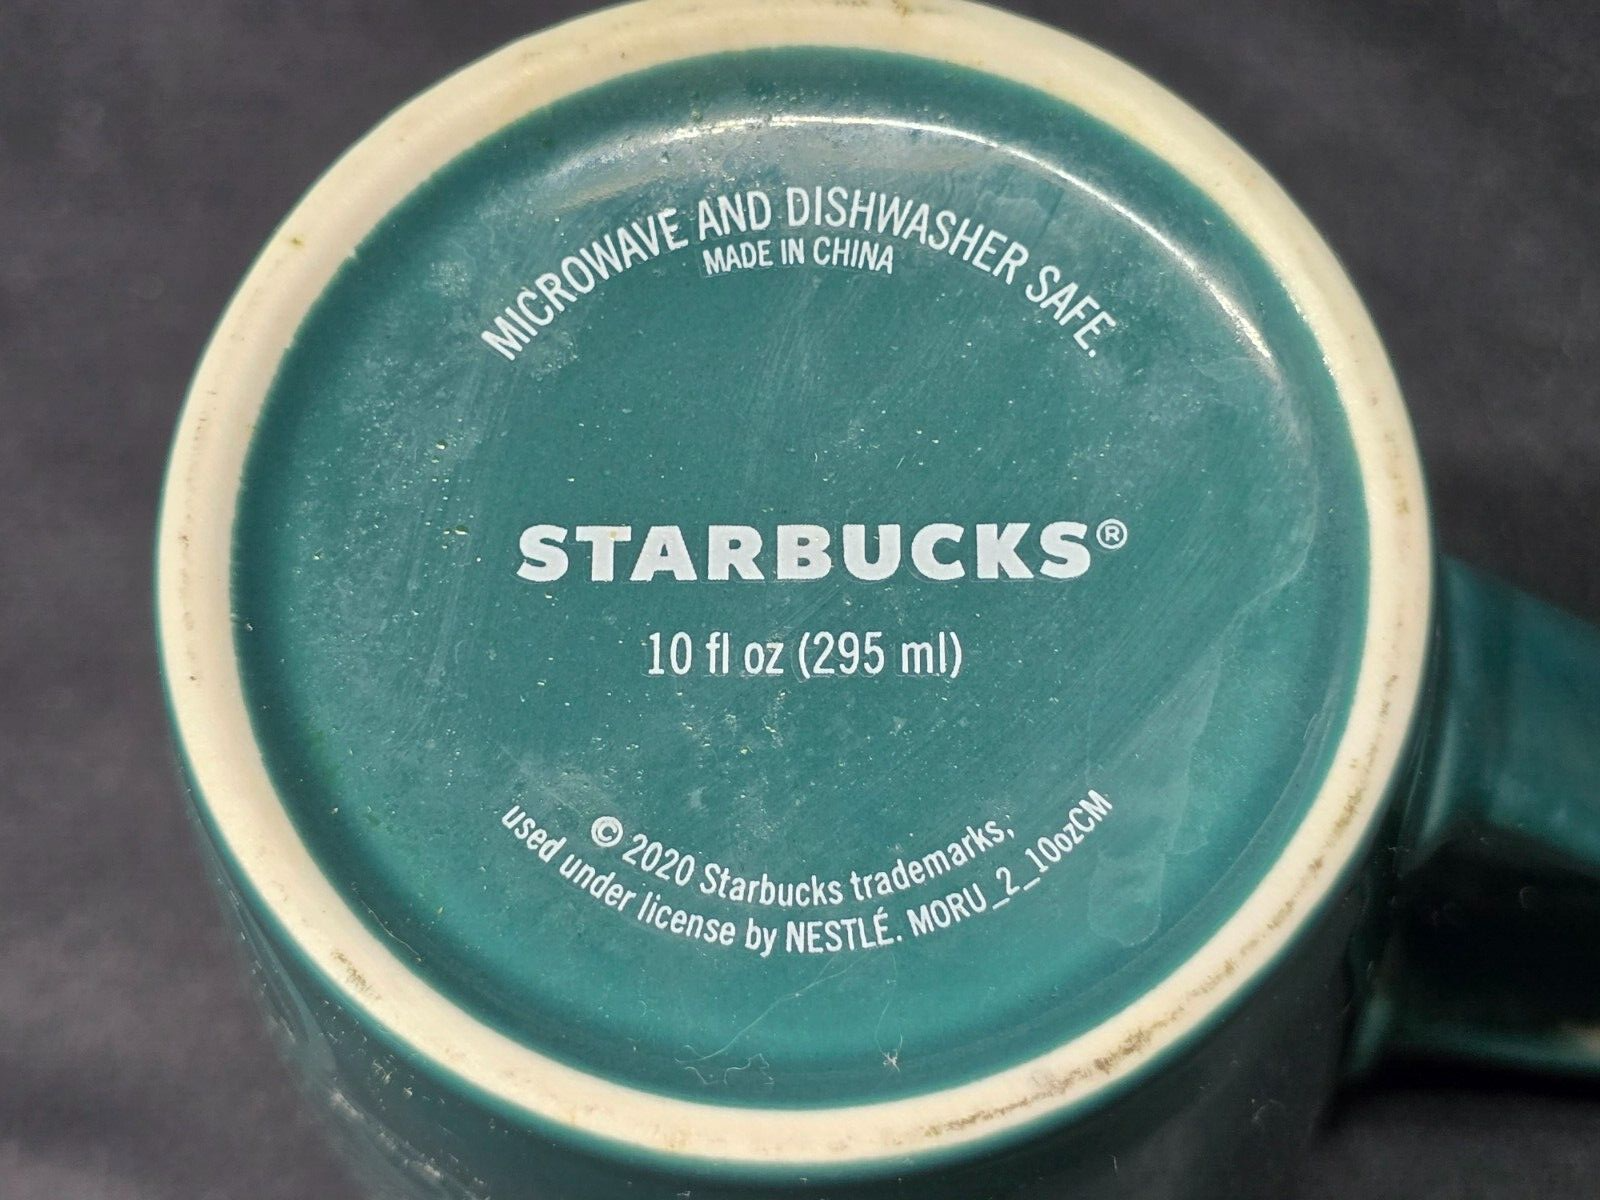 MICROWAVE AND DISHWASHER SAFE.
MADE IN CHINA
STARBUCKS®
10 fl oz (295 ml)
© 2020 Starbucks trademarks,
used under license by NESTLÉ. MORU_2_10ozCM